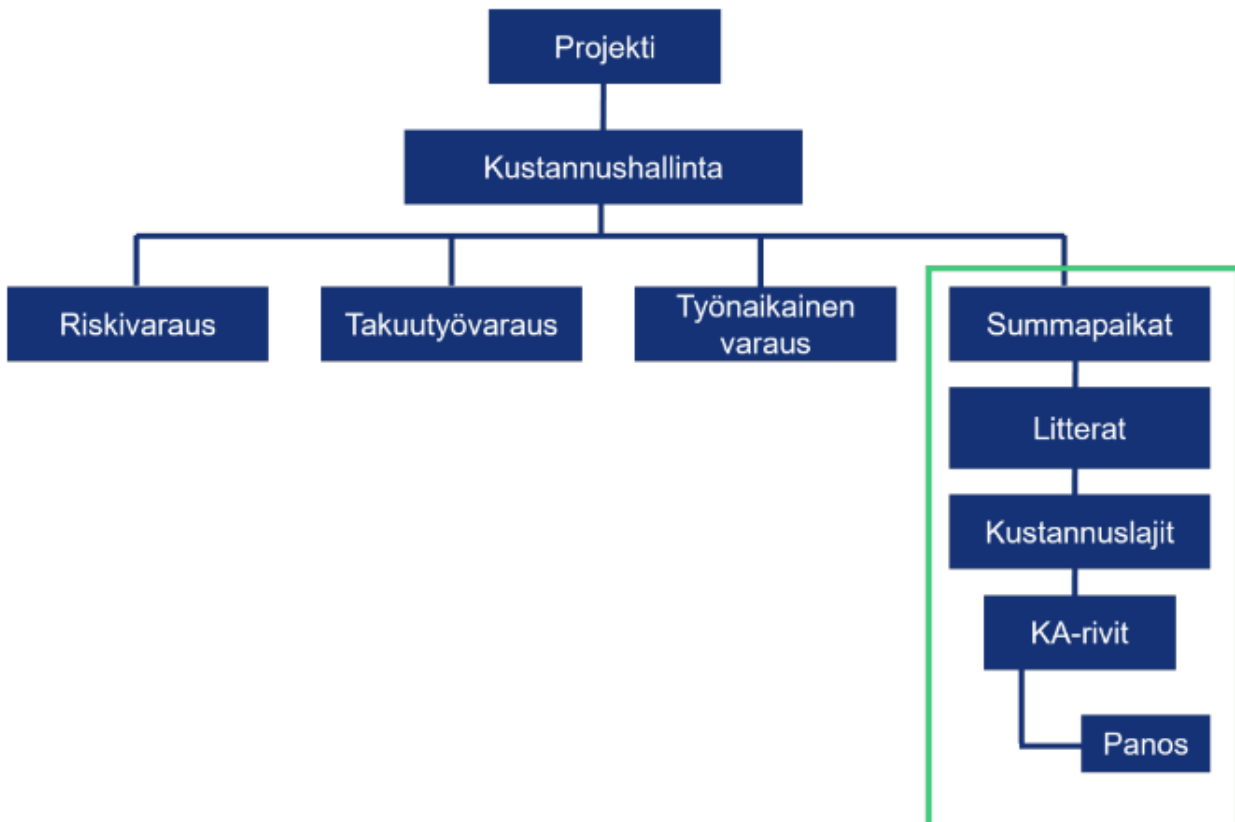 Projekti
Kustannushallinta
Riskivaraus
Takuutyövaraus
Työnaikainen
varaus
Summapaikat
Litterat
Kustannuslajit
KA-rivit
Panos